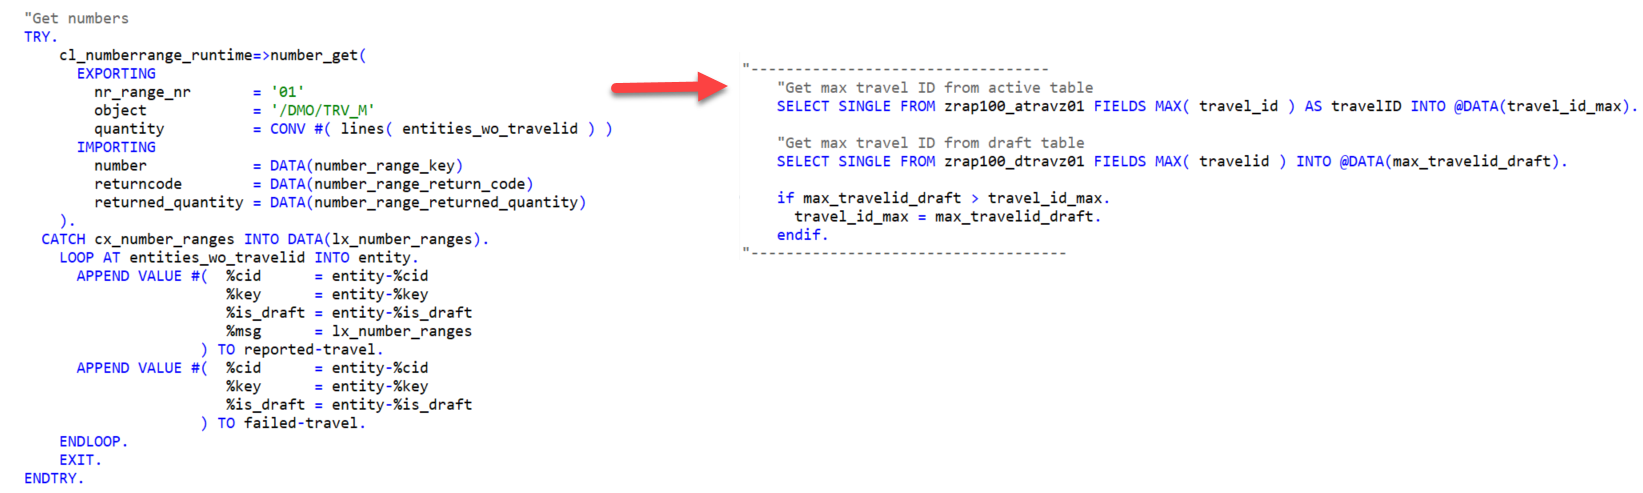 "Get numbers
TRY.
cl_numberrange_runtime=>number_get(
EXPORTING
nr_range_nr = '01'
object = '/DMO/TRV_M'
quantity = CONV #( lines( entities_wo_travelid ) )
IMPORTING
number = DATA(number_range_key)
returncode = DATA(number_range_return_code)
returned_quantity = DATA(number_range_returned_quantity)
).
CATCH cx_number_ranges INTO DATA(lx_number_ranges).
LOOP AT entities_wo_travelid INTO entity.
APPEND VALUE #( %cid = entity-%cid
%key = entity-%key
%is_draft = entity-%is_draft
%msg = lx_number_ranges
) TO reported-travel.
APPEND VALUE #( %cid = entity-%cid
%key = entity-%key
%is_draft = entity-%is_draft
) TO failed-travel.
ENDLOOP.
EXIT.
ENDTRY.
"----------------------------------
"Get max travel ID from active table
SELECT SINGLE FROM zrap100_atravz01 FIELDS MAX( travel_id ) AS travelID INTO @DATA(travel_id_max).
"Get max travel ID from draft table
SELECT SINGLE FROM zrap100_dtravz01 FIELDS MAX( travelid ) INTO @DATA(max_travelid_draft).
if max_travelid_draft > travel_id_max.
travel_id_max = max_travelid_draft.
endif.
"------------------------------------